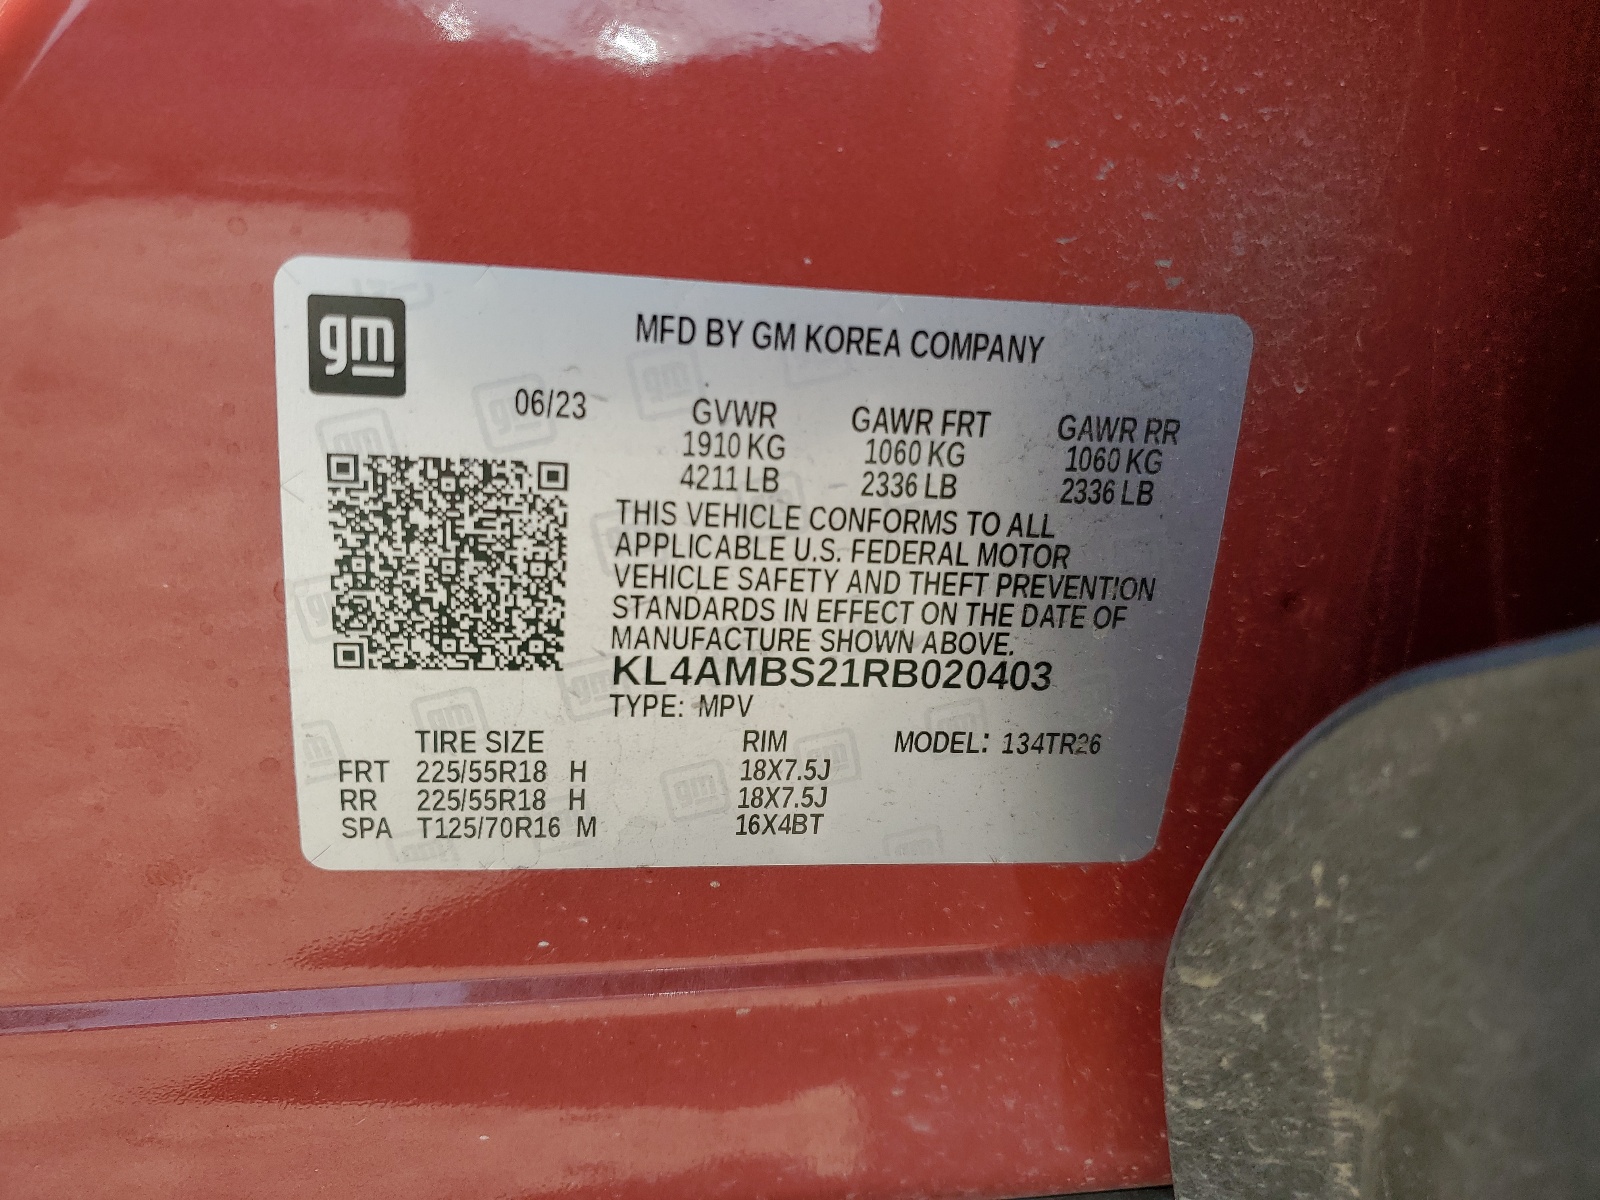 gm
MFD BY GM KOREA COMPANY
06/23
GVWR GAWR FRT GAWR RR
1910 KG 1060 KG 1060 KG
4211 LB 2336 LB 2336 LB
THIS VEHICLE CONFORMS TO ALL
APPLICABLE U.S. FEDERAL MOTOR
VEHICLE SAFETY AND THEFT PREVENTION
STANDARDS IN EFFECT ON THE DATE OF
MANUFACTURE SHOWN ABOVE.
KL4AMBS21RB020403
TYPE: MPV
TIRE SIZE RIM MODEL: 134TR26
FRT 225/55R18 H 18X7.5J
RR 225/55R18 H 18X7.5J
SPA T125/70R16 M 16X4BT